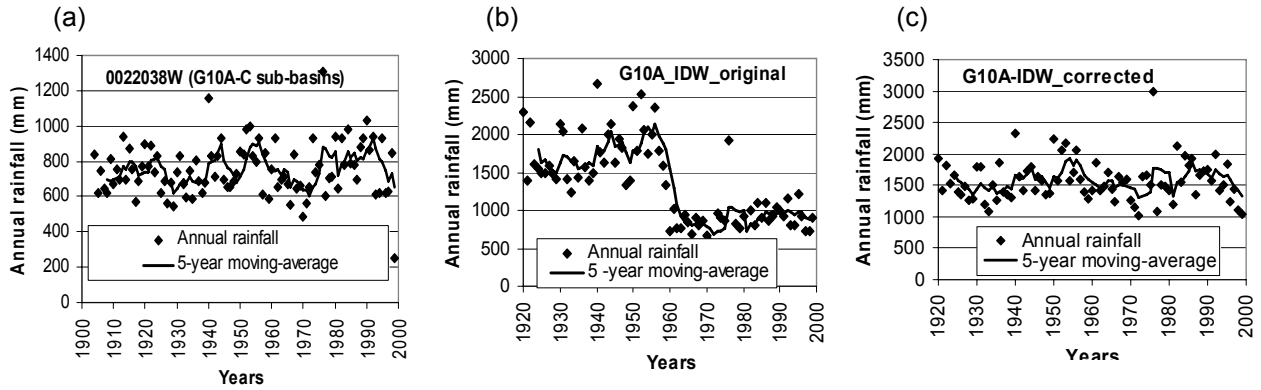 (a)
0022038W (G10A-C sub-basins)
Annual rainfall (mm)
1400
1200
1000
800
600
400
200
0
Annual rainfall
5-year moving-average
1900
1910
1920
1930
1940
1950
1960
1970
1980
1990
2000
Years
(b)
G10A_IDW_original
Annual rainfall (mm)
3000
2500
2000
1500
1000
500
0
Annual rainfall
5 -year moving-average
1920
1930
1940
1950
1960
1970
1980
1990
2000
Years
(c)
G10A-IDW_corrected
Annual rainfall (mm)
3500
3000
2500
2000
1500
1000
500
0
Annual rainfall
5-year moving-average
1920
1930
1940
1950
1960
1970
1980
1990
2000
Years